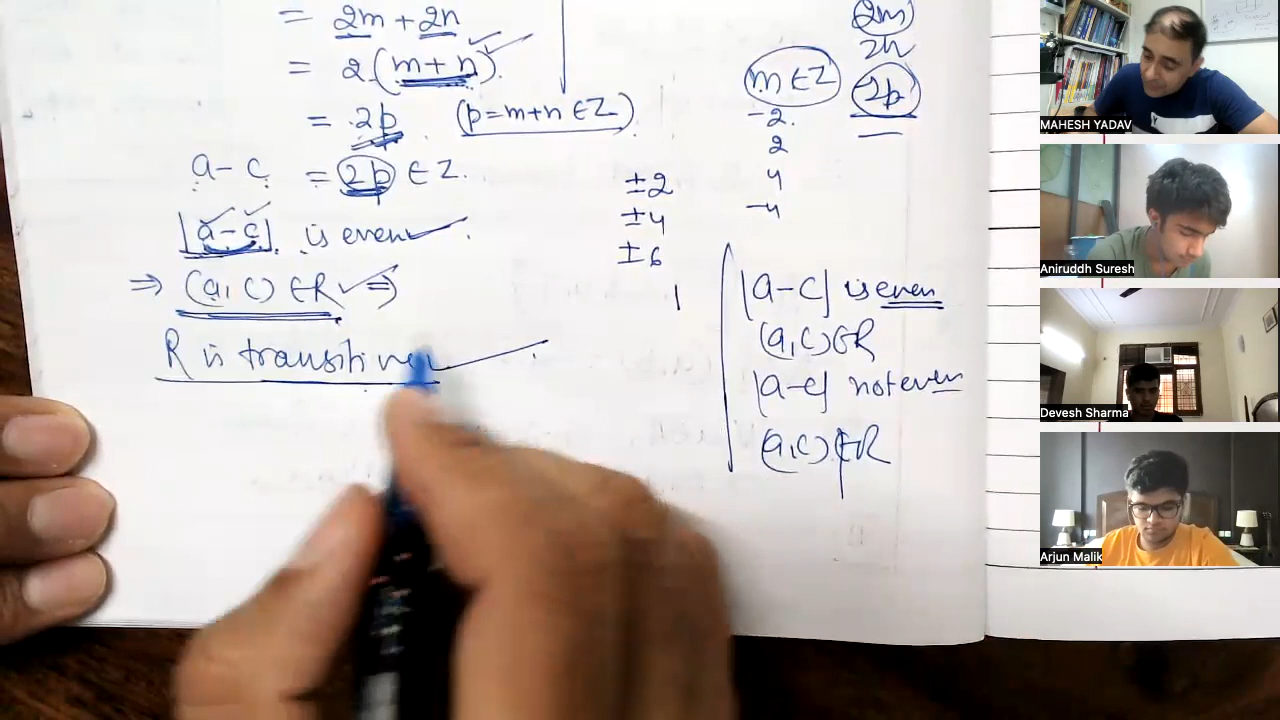 = 2m + 2n
= 2.(m+n).
= 2p. (p=m+n ∈ Z).
a - c = 2p ∈ Z.
|a-c| is even.
⇒ (a, c) ∈ R ⇒
R is transitive
2m
2n
m ∈ Z 2p
-2.
2
4
-4
±2
±4
±6
1
|a-c| is even
(a,c) ∈ R
|a-c| not even
(a,c) ∉ R
MAHESH YADAV
Aniruddh Suresh
Devesh Sharma
Arjun Malik